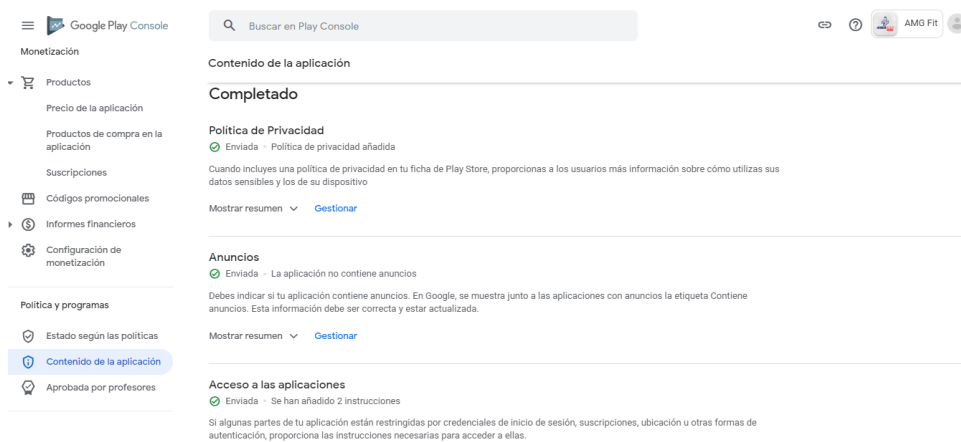 Google Play Console
Buscar en Play Console
AMG Fit
Monetización
Productos
Precio de la aplicación
Productos de compra en la
aplicación
Suscripciones
Códigos promocionales
Informes financieros
Configuración de
monetización
Política y programas
Estado según las políticas
Contenido de la aplicación
Aprobada por profesores
Contenido de la aplicación
Completado
Política de Privacidad
Enviada · Política de privacidad añadida
Cuando incluyes una política de privacidad en tu ficha de Play Store, proporcionas a los usuarios más información sobre cómo utilizas sus
datos sensibles y los de su dispositivo
Mostrar resumen Gestionar
Anuncios
Enviada · La aplicación no contiene anuncios
Debes indicar si tu aplicación contiene anuncios. En Google, se muestra junto a las aplicaciones con anuncios la etiqueta Contiene
anuncios. Esta información debe ser correcta y estar actualizada.
Mostrar resumen Gestionar
Acceso a las aplicaciones
Enviada · Se han añadido 2 instrucciones
Si algunas partes de tu aplicación están restringidas por credenciales de inicio de sesión, suscripciones, ubicación u otras formas de
autenticación, proporciona las instrucciones necesarias para acceder a ellas.